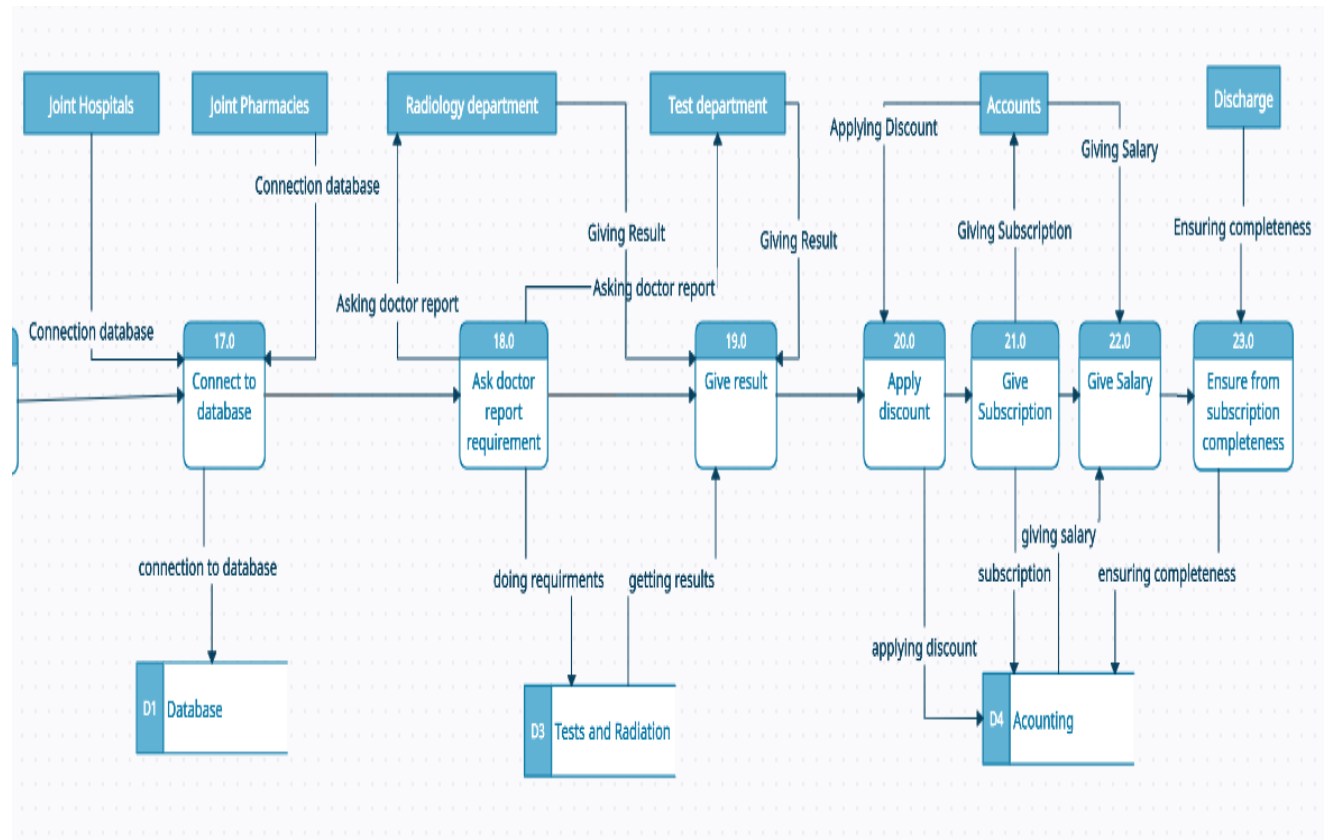 Joint Hospitals
Joint Pharmacies
Radiology department
Test department
Accounts
Discharge
Applying Discount
Giving Salary
Connection database
Giving Result
Giving Result
Giving Subscription
Ensuring completeness
Asking doctor report
Asking doctor report
Connection database
17.0
Connect to
database
18.0
Ask doctor
report
requirement
19.0
Give result
20.0
Apply
discount
21.0
Give
Subscription
22.0
Give Salary
23.0
Ensure from
subscription
completeness
connection to database
doing requirments
getting results
giving salary
subscription
ensuring completeness
applying discount
D1
Database
D3
Tests and Radiation
D4
Acounting